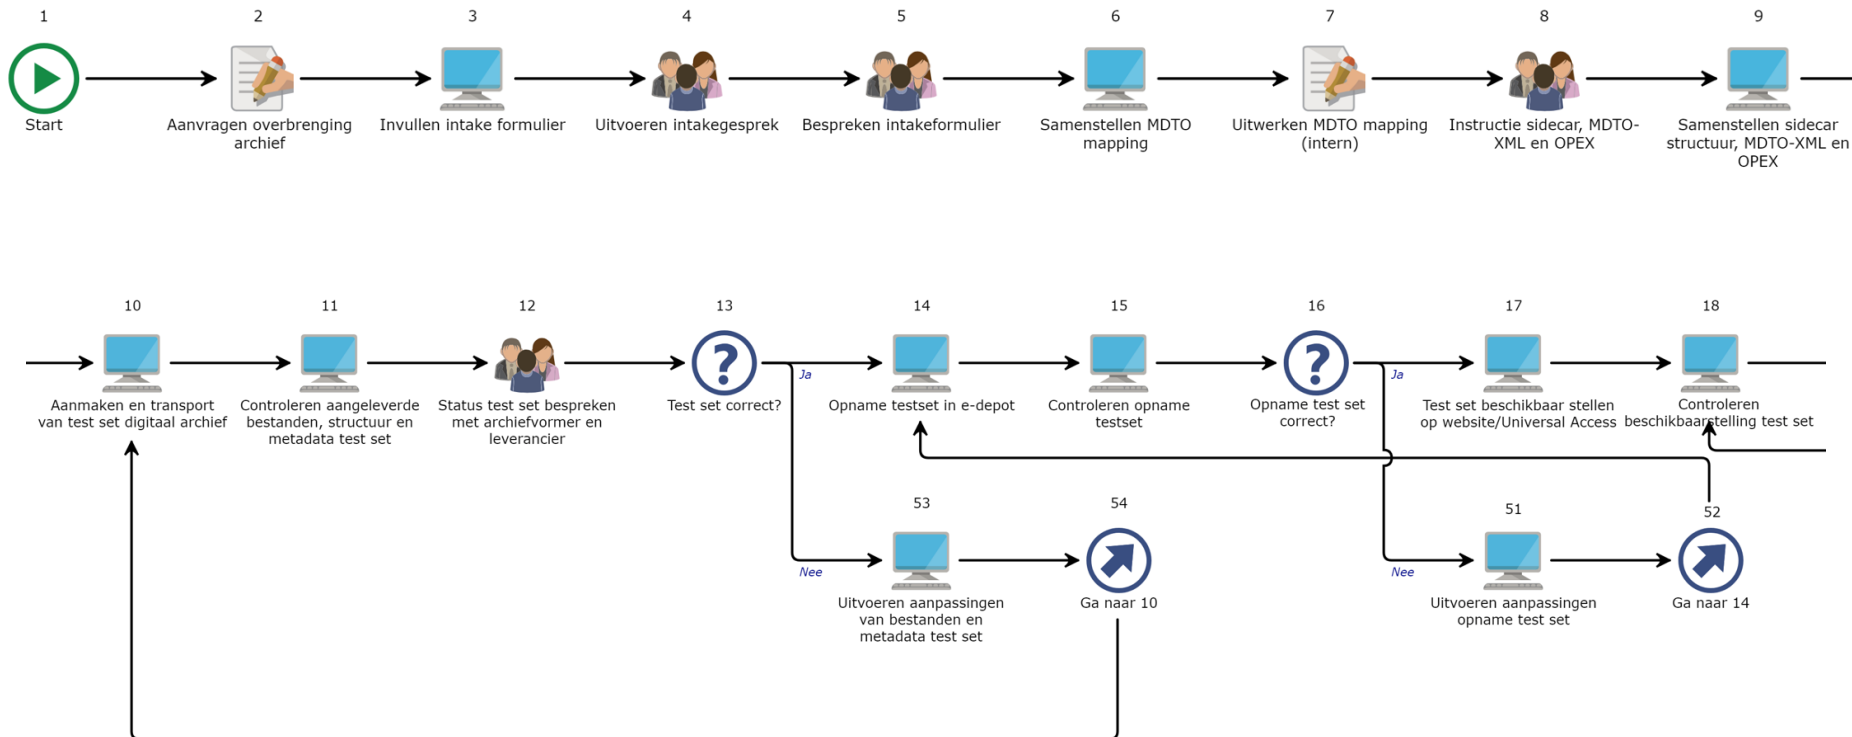 1
2
3
4
5
6
7
8
9
Start
Aanvragen overbrenging
archief
Invullen intake formulier
Uitvoeren intakegesprek
Bespreken intakeformulier
Samenstellen MDTO
mapping
Uitwerken MDTO mapping
(intern)
Instructie sidecar, MDTO-
XML en OPEX
Samenstellen sidecar
structuur, MDTO-XML en
OPEX
10
11
12
13
14
15
16
17
18
Aanmaken en transport
van test set digitaal archief
Controleren aangeleverde
bestanden, structuur en
metadata test set
Status test set bespreken
met archiefvormer en
leverancier
Test set correct?
Ja
Opname testset in e-depot
Controleren opname
testset
Opname test set
correct?
Ja
Test set beschikbaar stellen
op website/Universal Access
Controleren
beschikbaarstelling test set
53
54
51
52
Nee
Uitvoeren aanpassingen
van bestanden en
metadata test set
Ga naar 10
Nee
Uitvoeren aanpassingen
opname test set
Ga naar 14